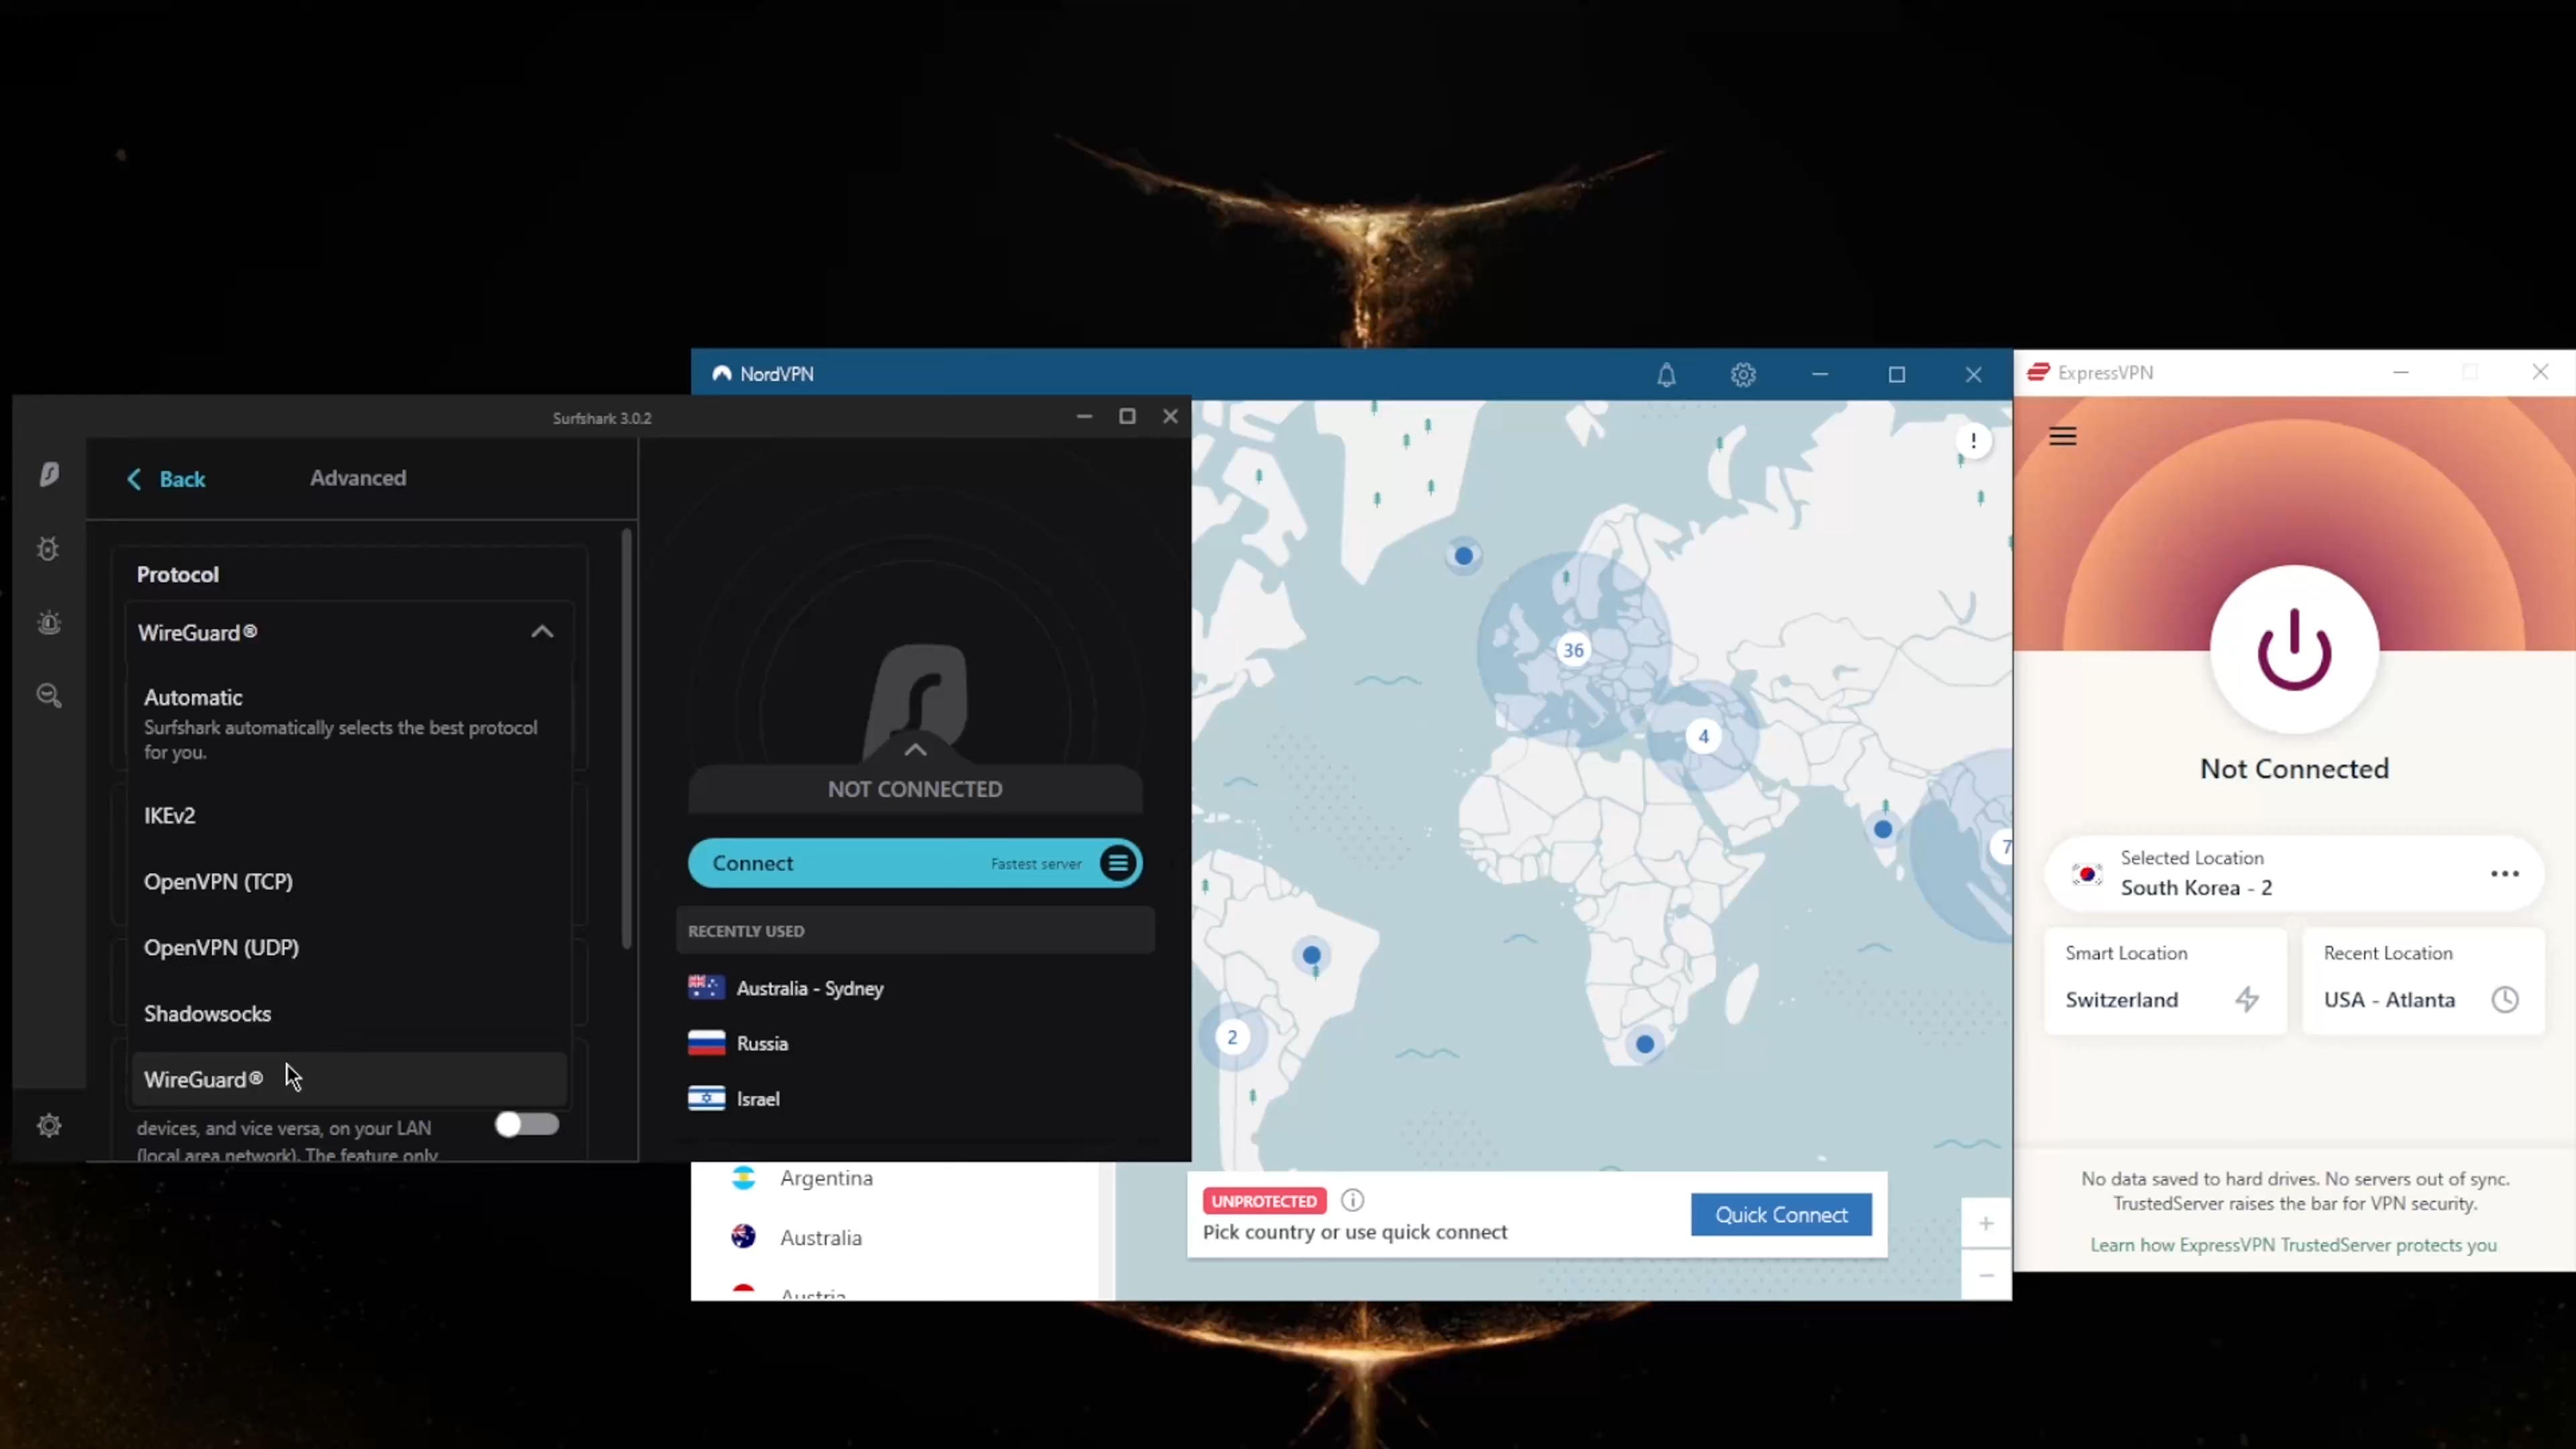 Surfshark 3.0.2
Back
Advanced
Protocol
WireGuard®
Automatic
Surfshark automatically selects the best protocol
for you.
IKEv2
OpenVPN (TCP)
OpenVPN (UDP)
Shadowsocks
WireGuard®
devices, and vice versa, on your LAN
(local area network). The feature only
NOT CONNECTED
Connect
Fastest server
RECENTLY USED
Australia - Sydney
Russia
Israel
NordVPN
!
36
4
7
2
Argentina
Australia
Austria
UNPROTECTED
Pick country or use quick connect
Quick Connect
ExpressVPN
Not Connected
Selected Location
South Korea - 2
Smart Location
Switzerland
Recent Location
USA - Atlanta
No data saved to hard drives. No servers out of sync.
TrustedServer raises the bar for VPN security.
Learn how ExpressVPN TrustedServer protects you